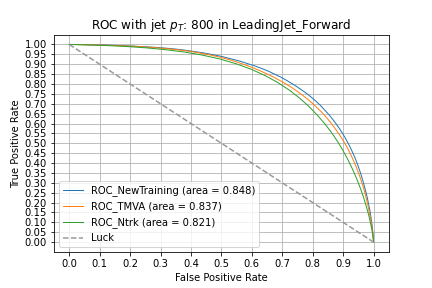 ROC with jet p_T: 800 in LeadingJet_Forward
True Positive Rate
1.00
0.95
0.90
0.85
0.80
0.75
0.70
0.65
0.60
0.55
0.50
0.45
0.40
0.35
0.30
0.25
0.20
0.15
0.10
0.05
0.00
ROC_NewTraining (area = 0.848)
ROC_TMVA (area = 0.837)
ROC_Ntrk (area = 0.821)
Luck
0.0 0.1 0.2 0.3 0.4 0.5 0.6 0.7 0.8 0.9 1.0
False Positive Rate